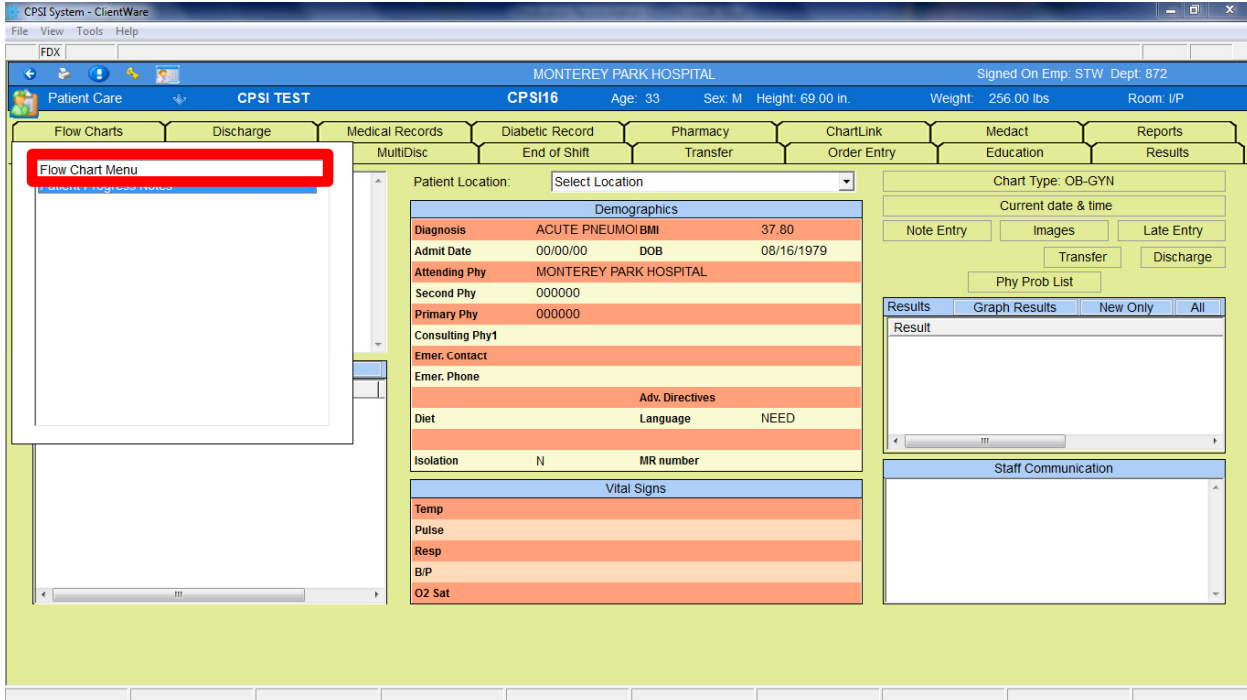 CPSI System - ClientWare
File View Tools Help
FDX
MONTEREY PARK HOSPITAL Signed On Emp: STW Dept: 872
Patient Care CPSI TEST CPSI16 Age: 33 Sex: M Height: 69.00 in. Weight: 256.00 lbs Room: I/P
Flow Charts Discharge Medical Records Diabetic Record Pharmacy ChartLink Medact Reports
MultiDisc End of Shift Transfer Order Entry Education Results
Flow Chart Menu
Patient Progress Notes
Patient Location: Select Location
Demographics
Diagnosis ACUTE PNEUMOI BMI 37.80
Admit Date 00/00/00 DOB 08/16/1979
Attending Phy MONTEREY PARK HOSPITAL
Second Phy 000000
Primary Phy 000000
Consulting Phy1
Emer. Contact
Emer. Phone
Adv. Directives
Diet Language NEED
Isolation N MR number
Vital Signs
Temp
Pulse
Resp
B/P
O2 Sat
Chart Type: OB-GYN
Current date & time
Note Entry Images Late Entry
Transfer Discharge
Phy Prob List
Results Graph Results New Only All
Result
Staff Communication